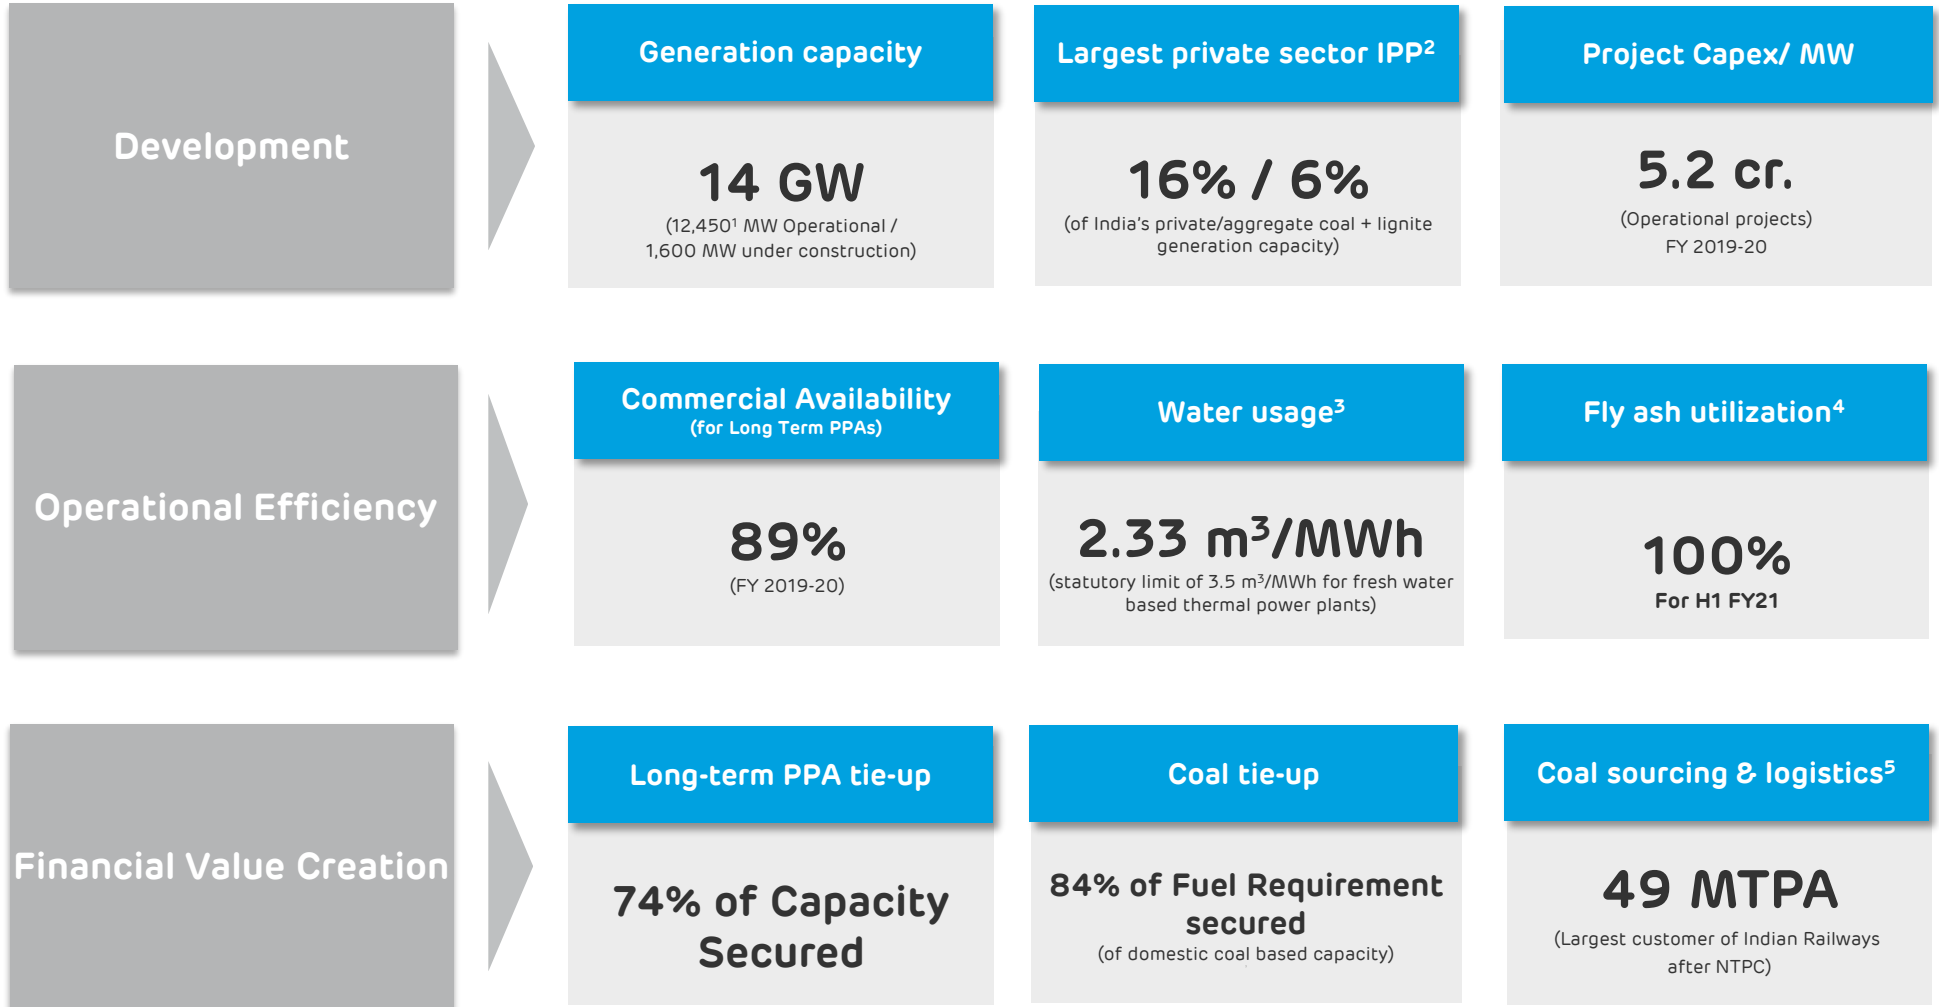 Development
Generation capacity
14 GW
(12,450¹ MW Operational /
1,600 MW under construction)
Largest private sector IPP²
16% / 6%
(of India's private/aggregate coal + lignite
generation capacity)
Project Capex/ MW
5.2 cr.
(Operational projects)
FY 2019-20
Operational Efficiency
Commercial Availability
(for Long Term PPAs)
89%
(FY 2019-20)
Water usage³
2.33 m³/MWh
(statutory limit of 3.5 m³/MWh for fresh water
based thermal power plants)
Fly ash utilization⁴
100%
For H1 FY21
Financial Value Creation
Long-term PPA tie-up
74% of Capacity
Secured
Coal tie-up
84% of Fuel Requirement
secured
(of domestic coal based capacity)
Coal sourcing & logistics⁵
49 MTPA
(Largest customer of Indian Railways
after NTPC)